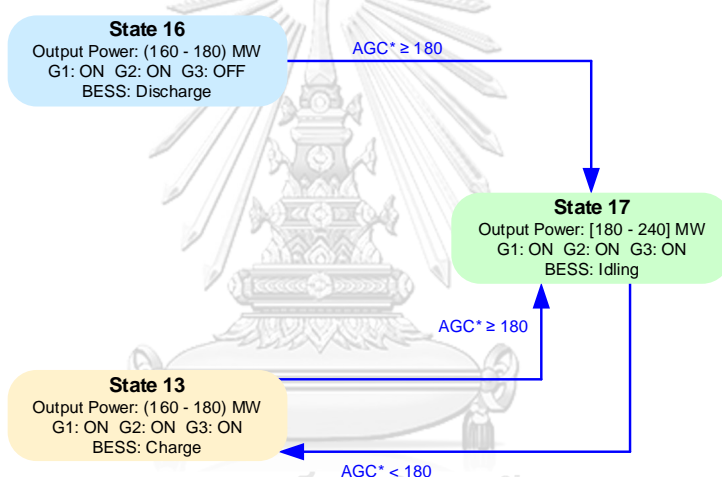 State 16
Output Power: (160 - 180) MW
G1: ON G2: ON G3: OFF
BESS: Discharge
AGC* ≥ 180
State 17
Output Power: [180 - 240] MW
G1: ON G2: ON G3: ON
BESS: Idling
AGC* ≥ 180
State 13
Output Power: (160 - 180) MW
G1: ON G2: ON G3: ON
BESS: Charge
AGC* < 180